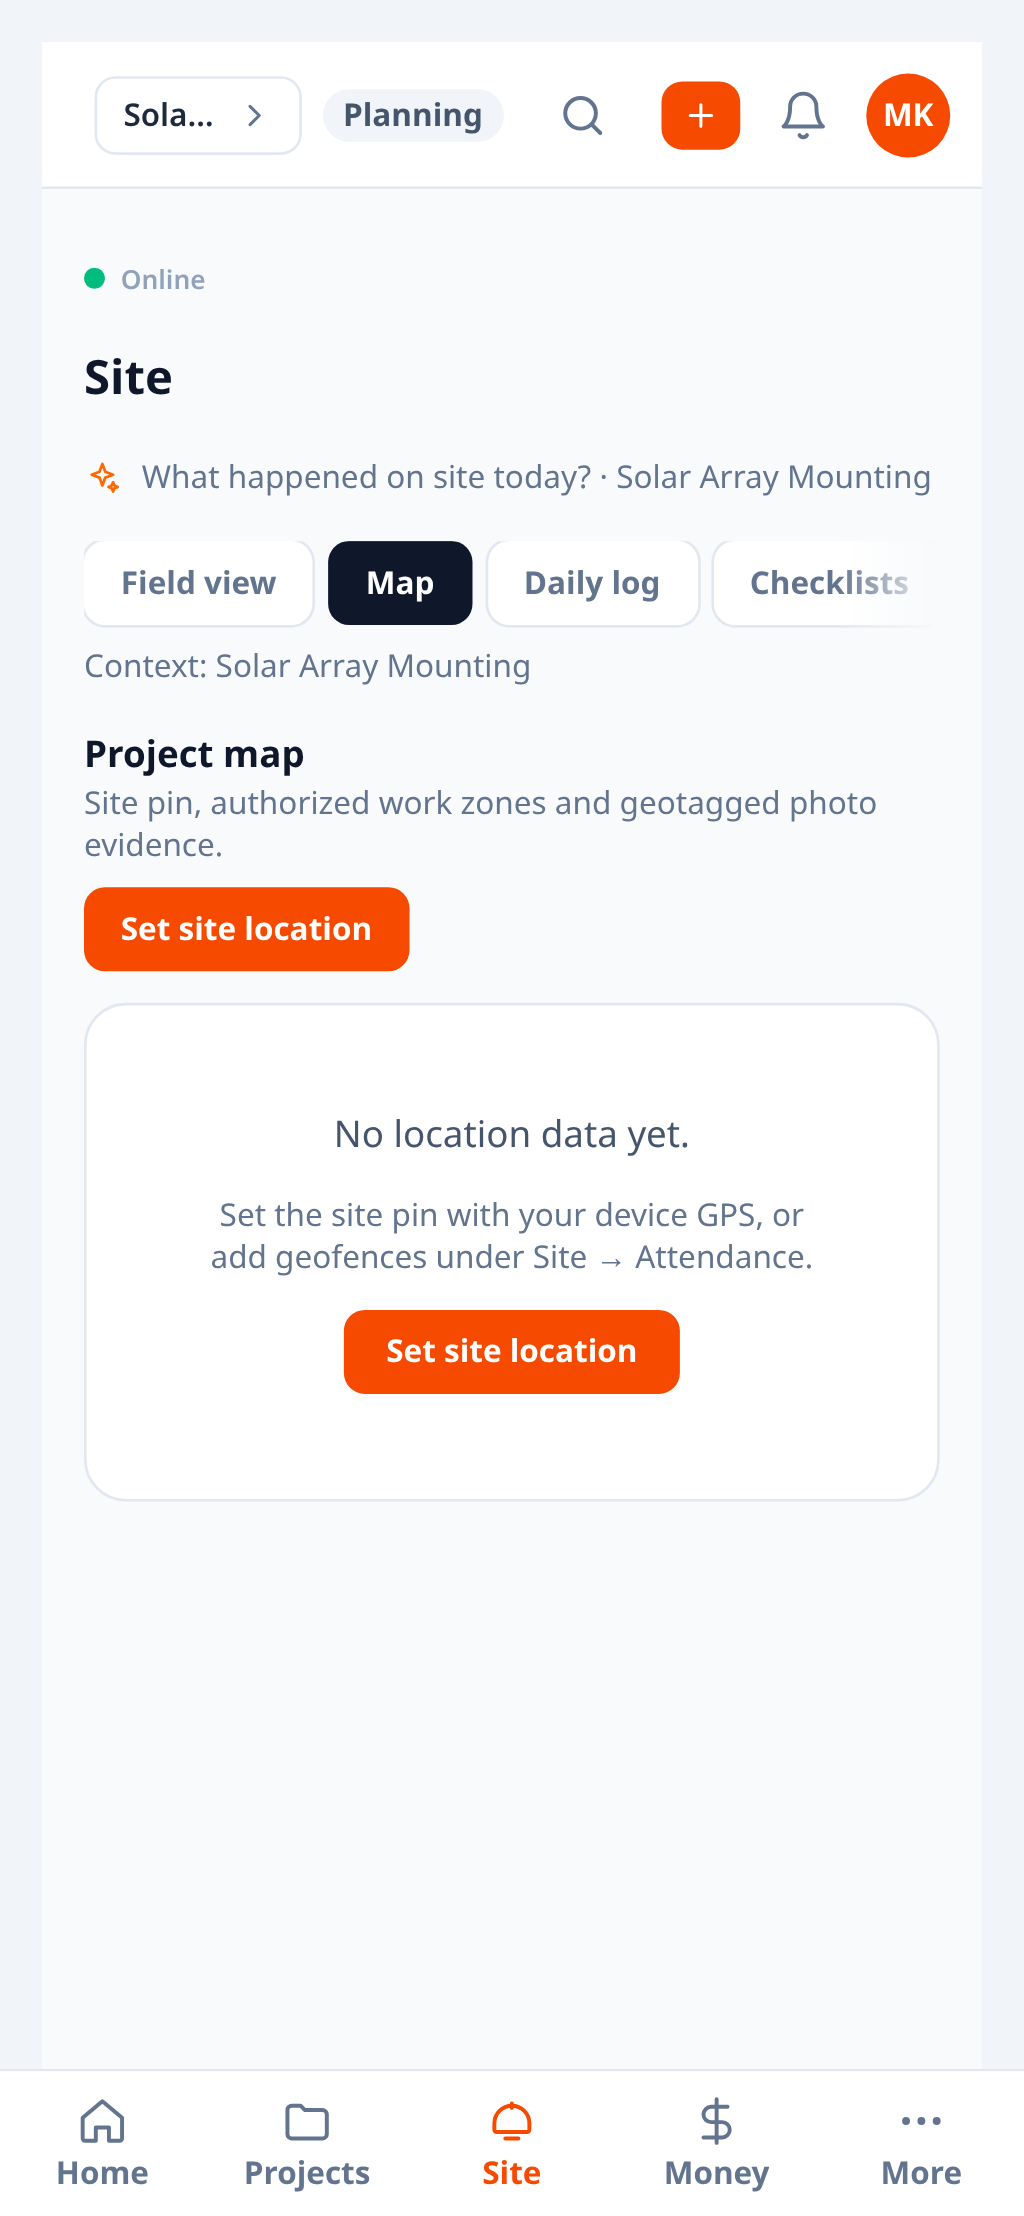 Sola...
Planning
MK
Online
Site
What happened on site today? · Solar Array Mounting
Field view
Map
Daily log
Checklists
Context: Solar Array Mounting
Project map
Site pin, authorized work zones and geotagged photo
evidence.
Set site location
No location data yet.
Set the site pin with your device GPS, or
add geofences under Site → Attendance.
Set site location
Home
Projects
Site
Money
More